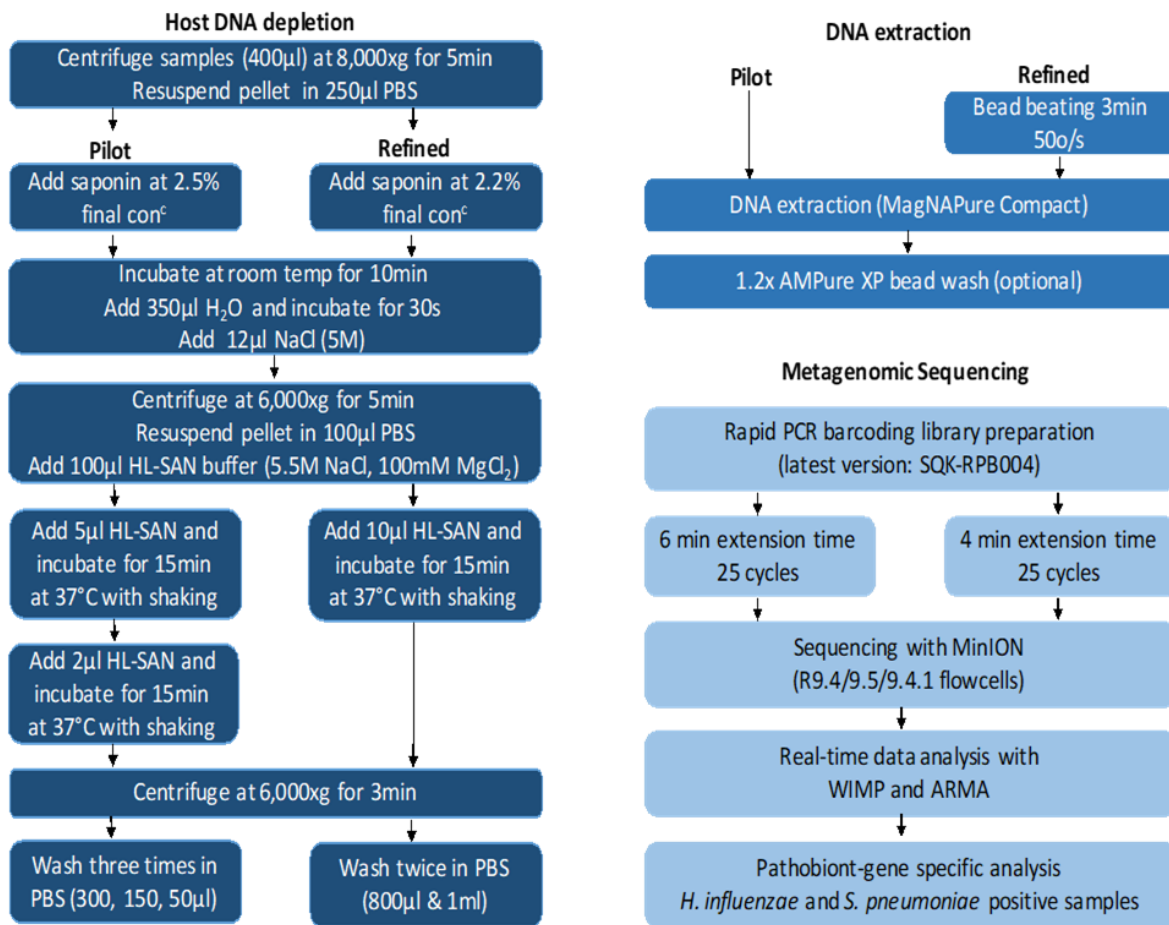 Host DNA depletion
Centrifuge samples (400µl) at 8,000xg for 5min
Resuspend pellet in 250µl PBS
Pilot
Refined
Add saponin at 2.5%
final conᶜ
Add saponin at 2.2%
final conᶜ
Incubate at room temp for 10min
Add 350µl H₂O and incubate for 30s
Add 12µl NaCl (5M)
Centrifuge at 6,000xg for 5min
Resuspend pellet in 100µl PBS
Add 100µl HL-SAN buffer (5.5M NaCl, 100mM MgCl₂)
Add 5µl HL-SAN and
incubate for 15min
at 37°C with shaking
Add 10µl HL-SAN and
incubate for 15min
at 37°C with shaking
Add 2µl HL-SAN and
incubate for 15min
at 37°C with shaking
Centrifuge at 6,000xg for 3min
Wash three times in
PBS (300, 150, 50µl)
Wash twice in PBS
(800µl & 1ml)
DNA extraction
Pilot
Refined
Bead beating 3min
50o/s
DNA extraction (MagNAPure Compact)
1.2x AMPure XP bead wash (optional)
Metagenomic Sequencing
Rapid PCR barcoding library preparation
(latest version: SQK-RPB004)
6 min extension time
25 cycles
4 min extension time
25 cycles
Sequencing with MinION
(R9.4/9.5/9.4.1 flowcells)
Real-time data analysis with
WIMP and ARMA
Pathobiont-gene specific analysis
H. influenzae and S. pneumoniae positive samples